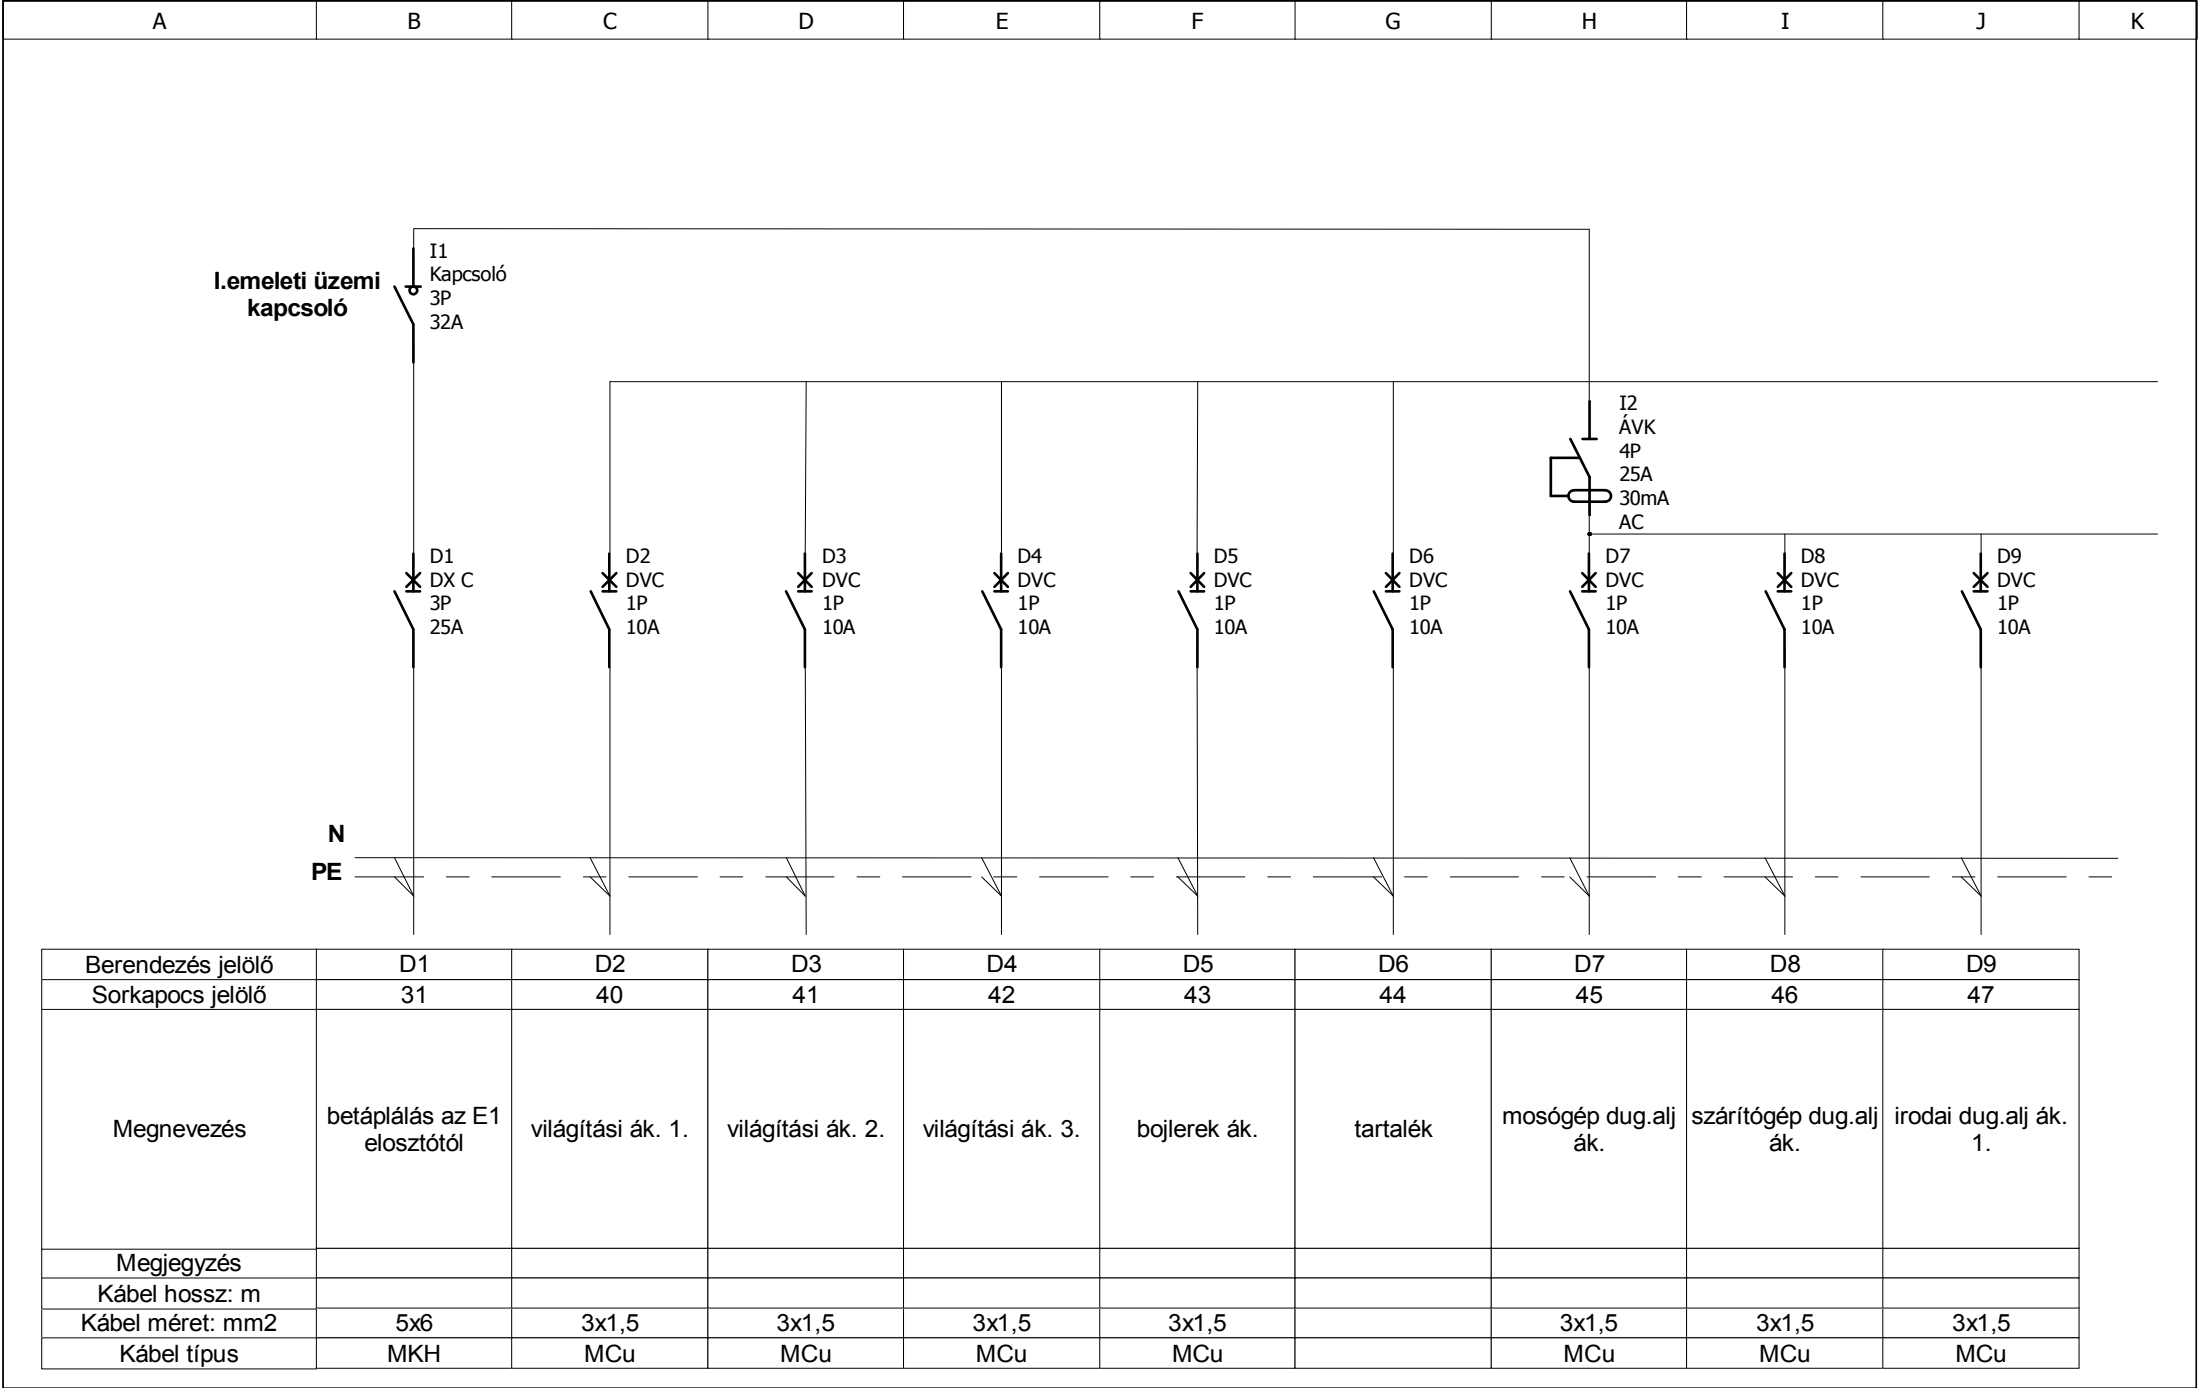 A B C D E F G H I J K
I.emeleti üzemi
kapcsoló
I1
Kapcsoló
3P
32A
I2
ÁVK
4P
25A
30mA
AC
D1
DX C
3P
25A
D2
DVC
1P
10A
D3
DVC
1P
10A
D4
DVC
1P
10A
D5
DVC
1P
10A
D6
DVC
1P
10A
D7
DVC
1P
10A
D8
DVC
1P
10A
D9
DVC
1P
10A
N
PE
Berendezés jelölő D1 D2 D3 D4 D5 D6 D7 D8 D9
Sorkapocs jelölő 31 40 41 42 43 44 45 46 47
Megnevezés
betáplálás az E1
elosztótól
világítási ák. 1.
világítási ák. 2.
világítási ák. 3.
bojlerek ák.
tartalék
mosógép dug.alj
ák.
szárítógép dug.alj
ák.
irodai dug.alj ák.
1.
Megjegyzés
Kábel hossz: m
Kábel méret: mm2 5x6 3x1,5 3x1,5 3x1,5 3x1,5 3x1,5 3x1,5 3x1,5
Kábel típus MKH MCu MCu MCu MCu MCu MCu MCu